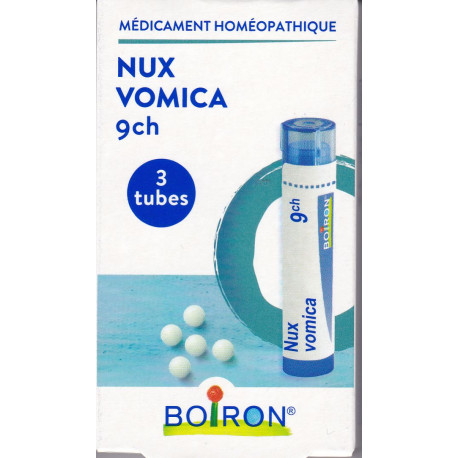 MÉDICAMENT HOMÉOPATHIQUE
NUX
VOMICA
9ch
3
tubes
9ch
BOIRON
Nux
vomica
BOIRON®